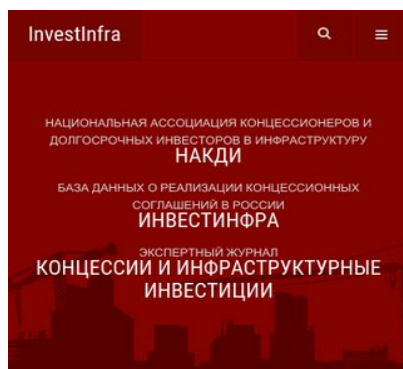 InvestInfra
НАЦИОНАЛЬНАЯ АССОЦИАЦИЯ КОНЦЕССИОНЕРОВ И
ДОЛГОСРОЧНЫХ ИНВЕСТОРОВ В ИНФРАСТРУКТУРУ
НАКДИ
БАЗА ДАННЫХ О РЕАЛИЗАЦИИ КОНЦЕССИОННЫХ
СОГЛАШЕНИЙ В РОССИИ
ИНВЕСТИНФРА
ЭКСПЕРТНЫЙ ЖУРНАЛ
КОНЦЕССИИ И ИНФРАСТРУКТУРНЫЕ
ИНВЕСТИЦИИ